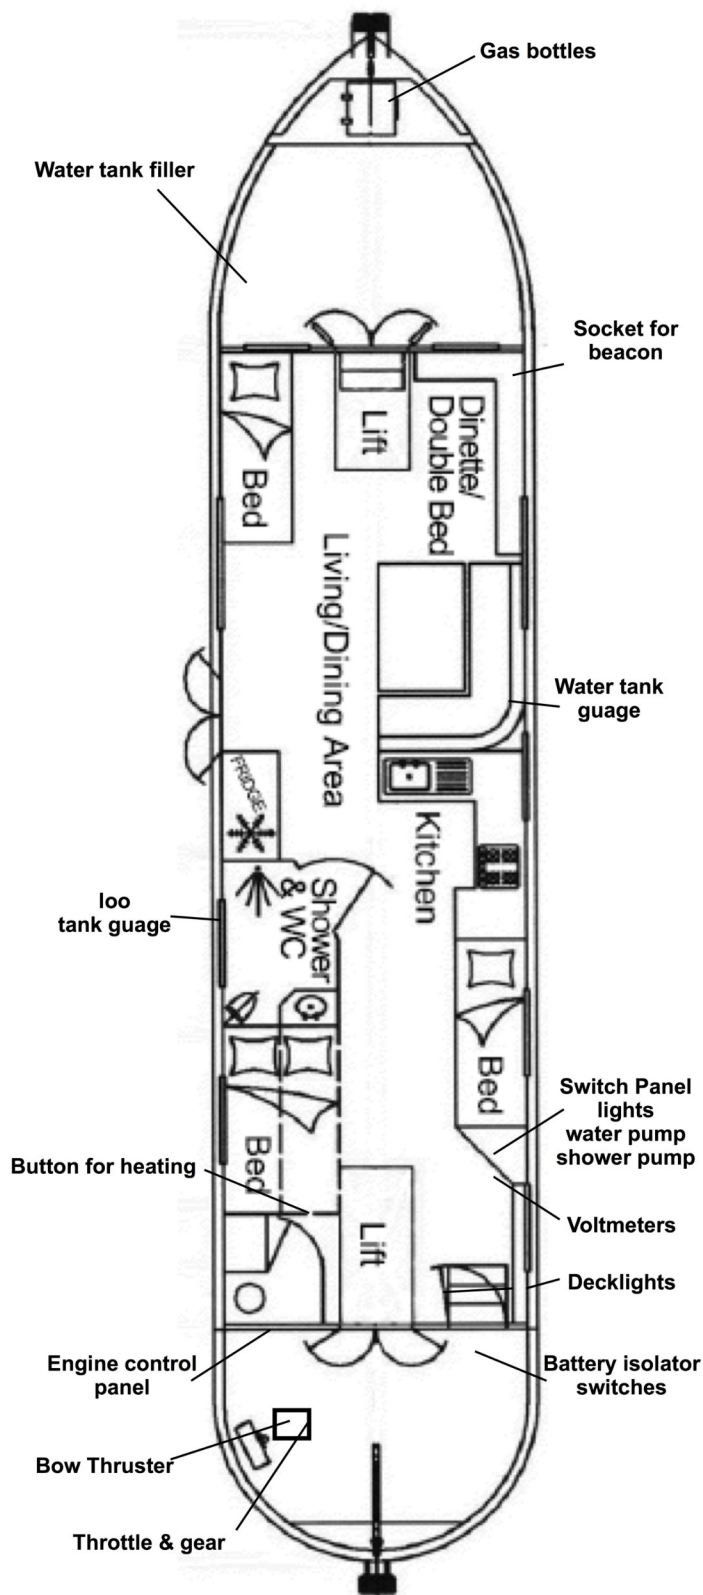 Gas bottles
Water tank filler
Socket for
beacon
Lift
Dinette/
Double Bed
Bed
Living/Dining Area
Water tank
guage
FRIDGE
Kitchen
Shower
& WC
loo
tank guage
Bed
Switch Panel
lights
water pump
shower pump
Bed
Button for heating
Voltmeters
Lift
Decklights
Engine control
panel
Battery isolator
switches
Bow Thruster
Throttle & gear